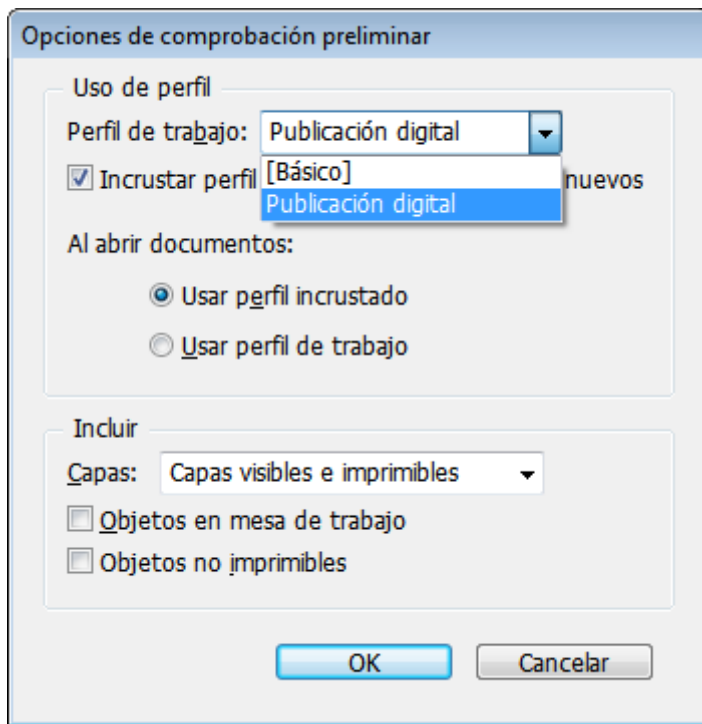 Opciones de comprobación preliminar
Uso de perfil
Perfil de trabajo: Publicación digital
Incrustar perfil nuevos
[Básico]
Publicación digital
Al abrir documentos:
Usar perfil incrustado
Usar perfil de trabajo
Incluir
Capas: Capas visibles e imprimibles
Objetos en mesa de trabajo
Objetos no imprimibles
OK Cancelar